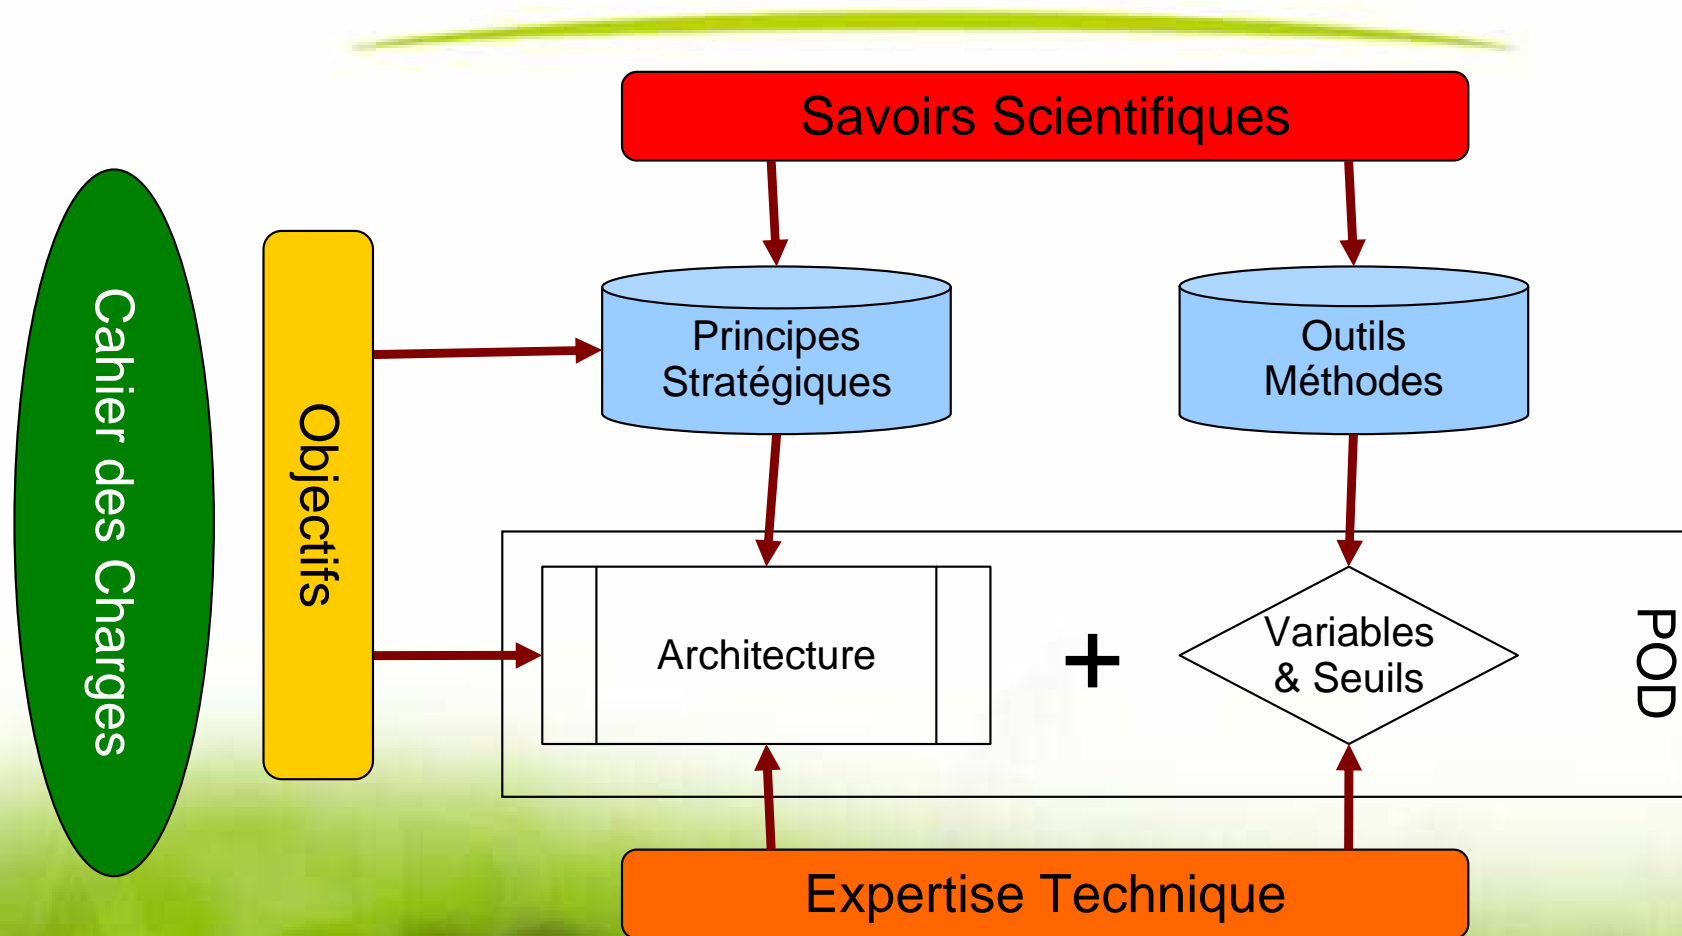 Savoirs Scientifiques
Cahier des Charges
Objectifs
Principes
Stratégiques
Outils
Méthodes
Architecture
+
Variables
& Seuils
POD
Expertise Technique